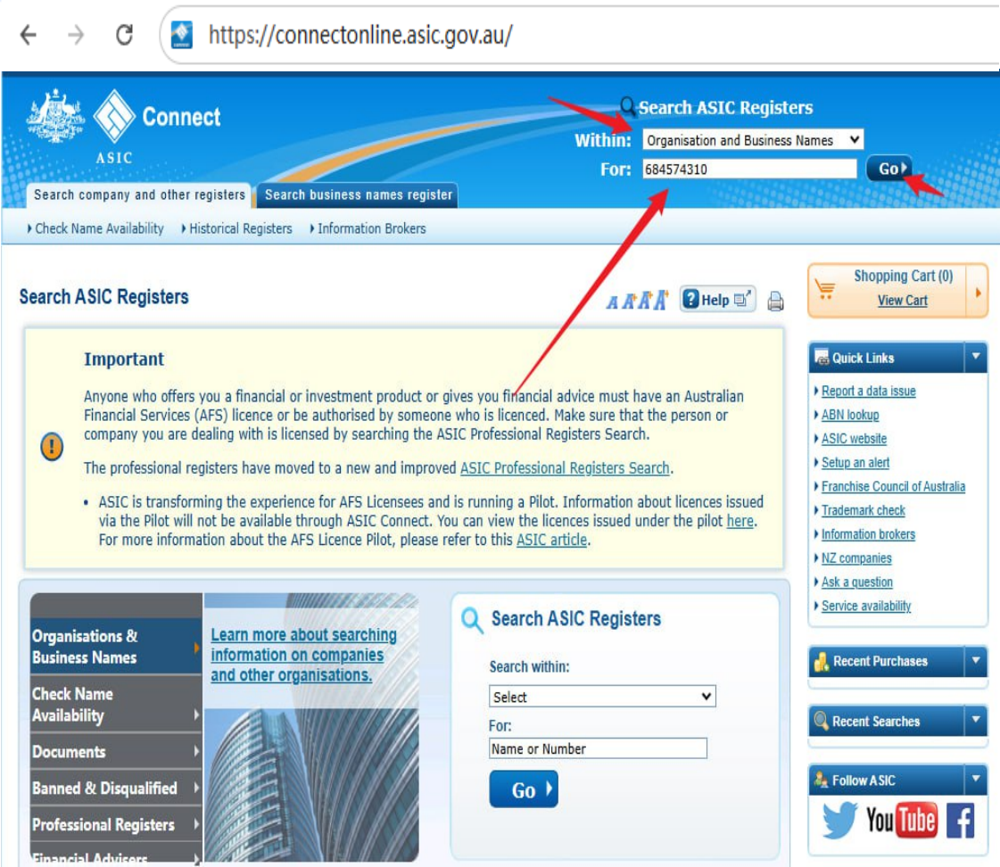 https://connectonline.asic.gov.au/
Connect
ASIC
Search ASIC Registers
Within: Organisation and Business Names
For: 684574310 Go
Search company and other registers Search business names register
Check Name Availability Historical Registers Information Brokers
Search ASIC Registers
A A+ A+ A+ ? Help
Shopping Cart (0)
View Cart
Important
Anyone who offers you a financial or investment product or gives you financial advice must have an Australian
Financial Services (AFS) licence or be authorised by someone who is licenced. Make sure that the person or
company you are dealing with is licensed by searching the ASIC Professional Registers Search.
The professional registers have moved to a new and improved ASIC Professional Registers Search.
• ASIC is transforming the experience for AFS Licensees and is running a Pilot. Information about licences issued
via the Pilot will not be available through ASIC Connect. You can view the licences issued under the pilot here.
For more information about the AFS Licence Pilot, please refer to this ASIC article.
Quick Links
Report a data issue
ABN lookup
ASIC website
Setup an alert
Franchise Council of Australia
Trademark check
Information brokers
NZ companies
Ask a question
Service availability
Organisations &
Business Names
Check Name
Availability
Documents
Banned & Disqualified
Professional Registers
Financial Advisers
Learn more about searching
information on companies
and other organisations.
Search ASIC Registers
Search within:
Select
For:
Name or Number
Go
Recent Purchases
Recent Searches
Follow ASIC
YouTube f